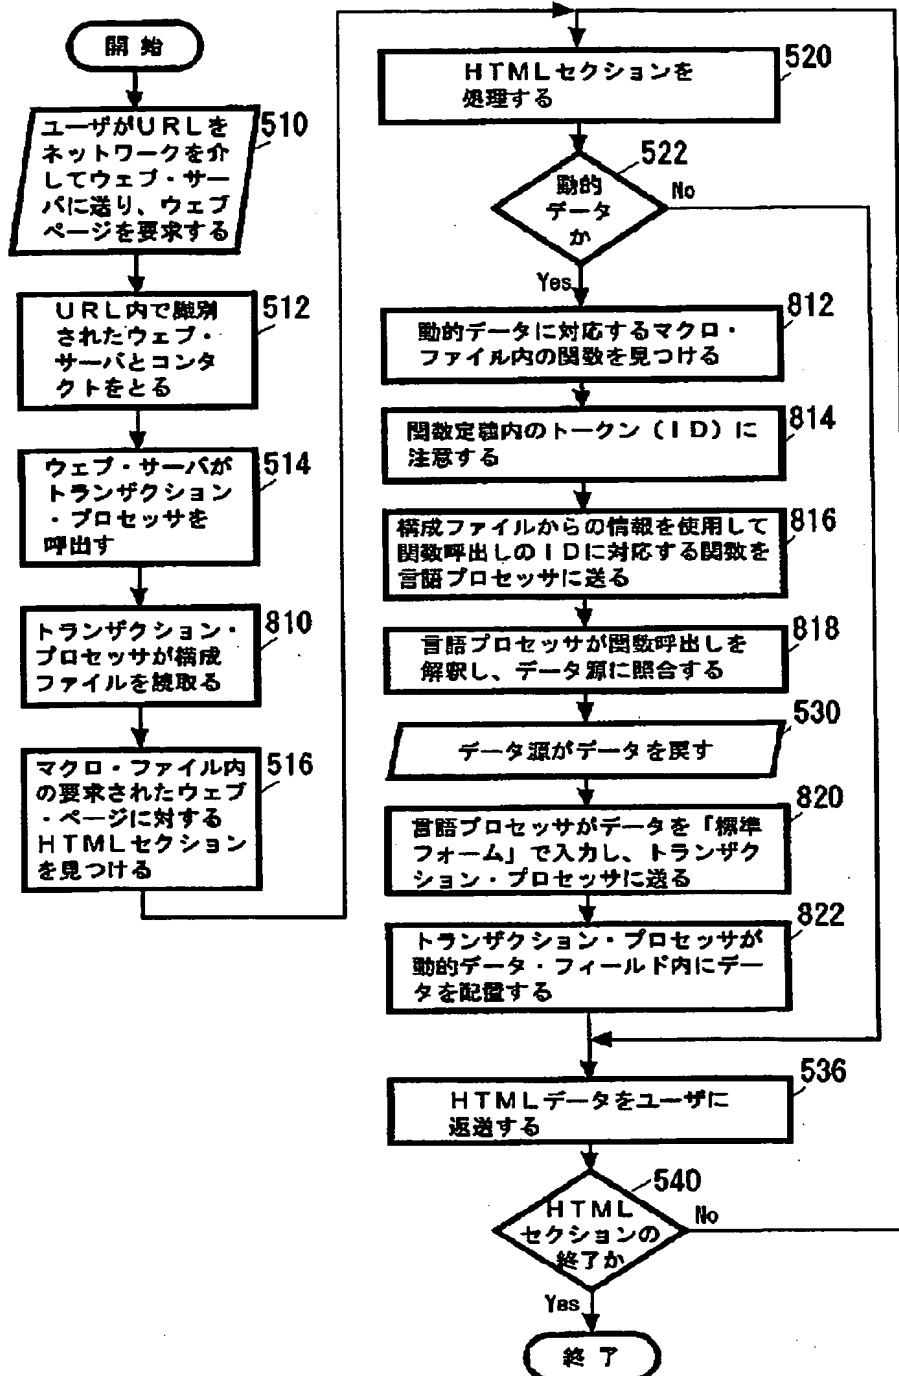 開始
ユーザがURLを
ネットワークを介
してウェブ・サー
バに送り、ウェブ
ページを要求する
510
URL内で識別
されたウェブ・
サーバとコンタ
クトをとる
512
ウェブ・サーバが
トランザクション
・プロセッサを
呼出す
514
トランザクション・
プロセッサが構成
ファイルを読取る
810
マクロ・ファイル内
の要求されたウェブ
・ページに対する
HTMLセクション
を見つける
516
HTMLセクションを
処理する
520
動的
データ
か
522
No
Yes
動的データに対応するマクロ・
ファイル内の関数を見つける
812
関数定義内のトークン(ID)に
注意する
814
構成ファイルからの情報を使用して
関数呼出しのIDに対応する関数を
言語プロセッサに送る
816
言語プロセッサが関数呼出しを
解釈し、データ源に照合する
818
データ源がデータを戻す
530
言語プロセッサがデータを「標準
フォーム」で入力し、トランザク
ション・プロセッサに送る
820
トランザクション・プロセッサが
動的データ・フィールド内にデー
タを配置する
822
HTMLデータをユーザに
返送する
536
HTML
セクションの
終了か
540
No
Yes
終了